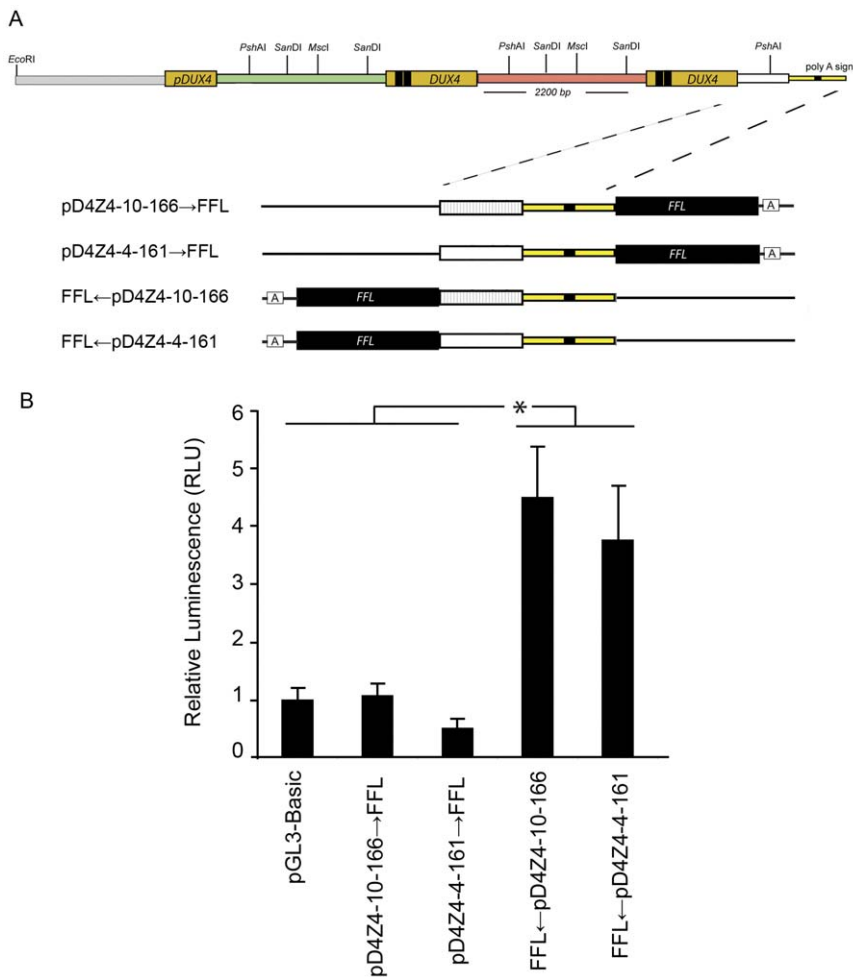 A
EcoRI
pDUX4
PshAI
SanDI
MscI
SanDI
DUX4
PshAI
SanDI
MscI
SanDI
DUX4
PshAI
poly A sign
2200 bp
pD4Z4-10-166→FFL
FFL
A
pD4Z4-4-161→FFL
FFL
A
FFL←pD4Z4-10-166
A
FFL
FFL←pD4Z4-4-161
A
FFL
B
Relative Luminescence (RLU)
6
5
4
3
2
1
0
*
pGL3-Basic
pD4Z4-10-166→FFL
pD4Z4-4-161→FFL
FFL←pD4Z4-10-166
FFL←pD4Z4-4-161